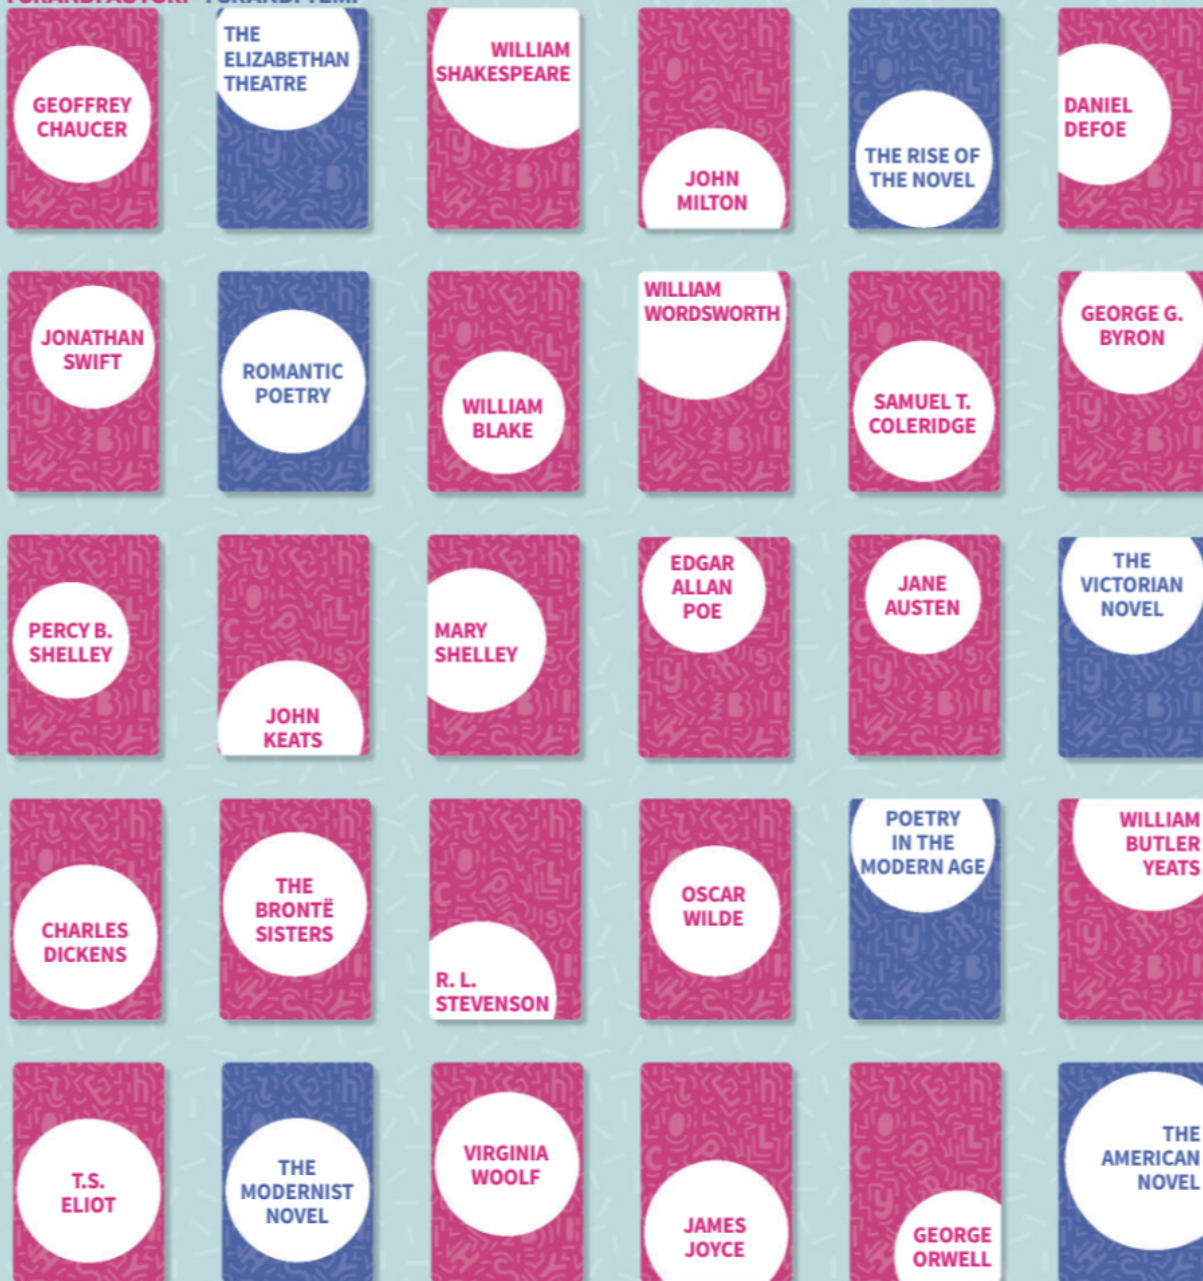 GEOFFREY
CHAUCER
THE
ELIZABETHAN
THEATRE
WILLIAM
SHAKESPEARE
JOHN
MILTON
THE RISE OF
THE NOVEL
DANIEL
DEFOE
JONATHAN
SWIFT
ROMANTIC
POETRY
WILLIAM
BLAKE
WILLIAM
WORDSWORTH
SAMUEL T.
COLERIDGE
GEORGE G.
BYRON
PERCY B.
SHELLEY
JOHN
KEATS
MARY
SHELLEY
EDGAR
ALLAN
POE
JANE
AUSTEN
THE
VICTORIAN
NOVEL
CHARLES
DICKENS
THE
BRONTË
SISTERS
R. L.
STEVENSON
OSCAR
WILDE
POETRY
IN THE
MODERN AGE
WILLIAM
BUTLER
YEATS
T.S.
ELIOT
THE
MODERNIST
NOVEL
VIRGINIA
WOOLF
JAMES
JOYCE
GEORGE
ORWELL
THE
AMERICAN
NOVEL